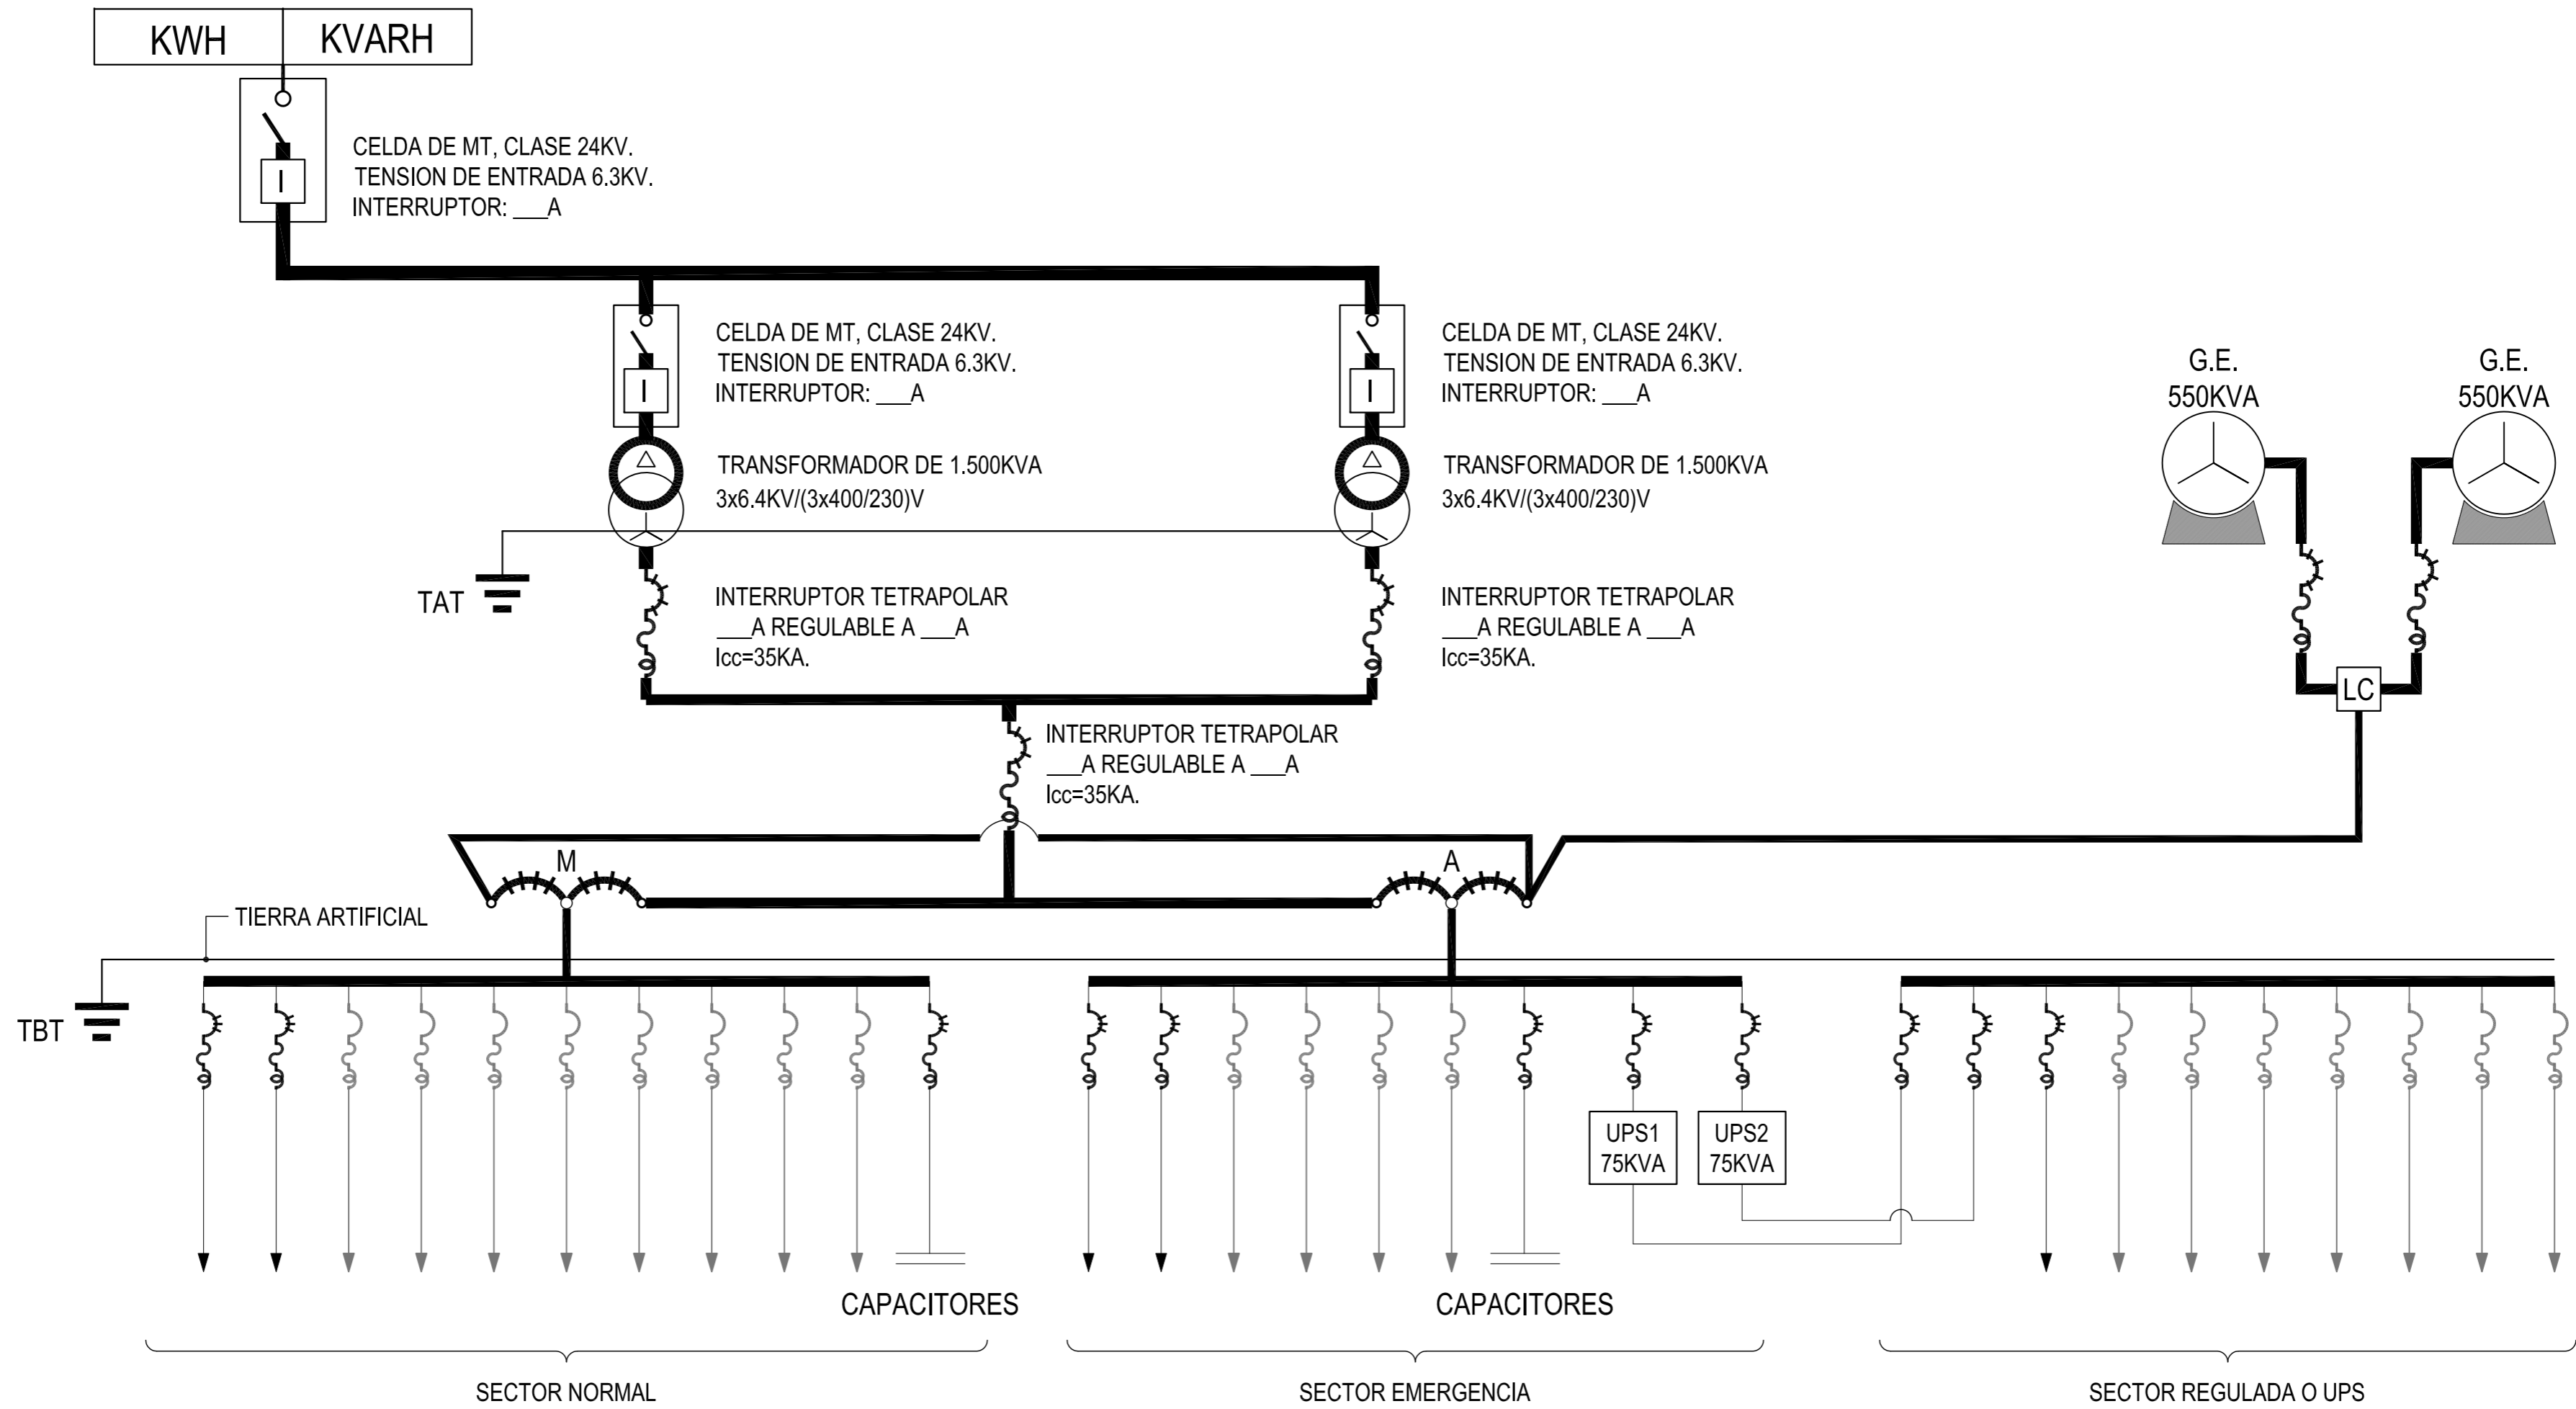 KWH
KVARH
CELDA DE MT, CLASE 24KV.
TENSION DE ENTRADA 6.3KV.
INTERRUPTOR: ___A
I
CELDA DE MT, CLASE 24KV.
TENSION DE ENTRADA 6.3KV.
INTERRUPTOR: ___A
I
CELDA DE MT, CLASE 24KV.
TENSION DE ENTRADA 6.3KV.
INTERRUPTOR: ___A
I
G.E.
550KVA
G.E.
550KVA
TRANSFORMADOR DE 1.500KVA
3x6.4KV/(3x400/230)V
TRANSFORMADOR DE 1.500KVA
3x6.4KV/(3x400/230)V
TAT
INTERRUPTOR TETRAPOLAR
___A REGULABLE A ___A
Icc=35KA.
INTERRUPTOR TETRAPOLAR
___A REGULABLE A ___A
Icc=35KA.
LC
INTERRUPTOR TETRAPOLAR
___A REGULABLE A ___A
Icc=35KA.
M
A
TIERRA ARTIFICIAL
TBT
UPS1
75KVA
UPS2
75KVA
CAPACITORES
CAPACITORES
SECTOR NORMAL
SECTOR EMERGENCIA
SECTOR REGULADA O UPS